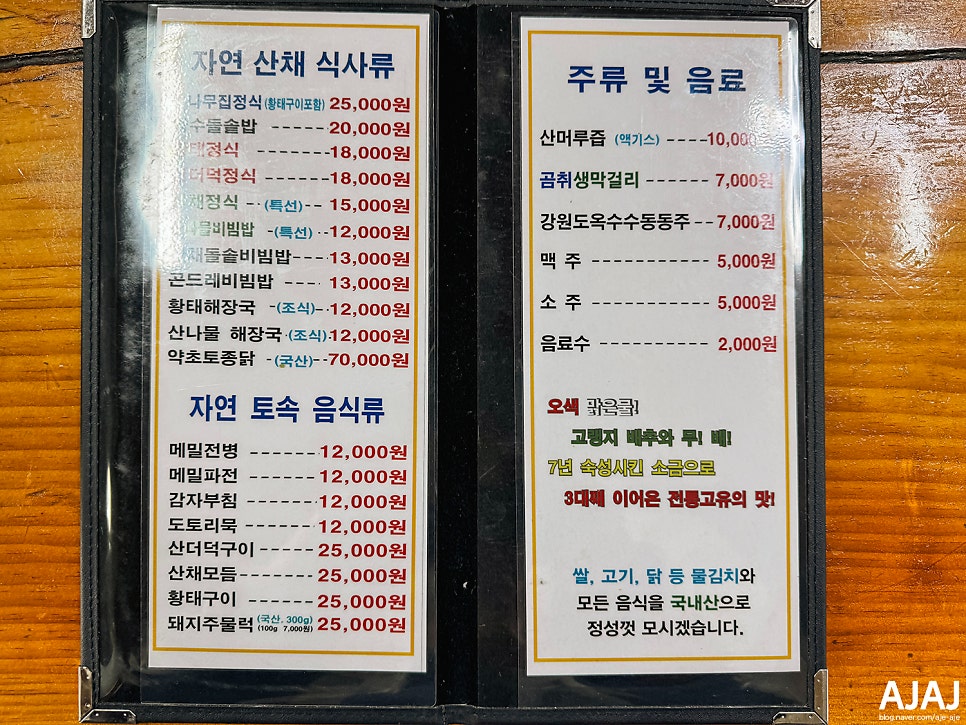 자연 산채 식사류
나무집정식 (황태구이포함) 25,000원
수돌솥밥 ------ 20,000원
정식 ------- 18,000원
더덕정식 ------ 18,000원
산채정식 --(특선)-- 15,000원
비빔밥 -(특선)--12,000원
돌솥비빔밥---- 13,000원
곤드레비빔밥 ---- 13,000원
황태해장국 -(조식)--12,000원
산나물 해장국-(조식)-12,000원
약초토종닭 -(국산)--70,000원
자연 토속 음식류
메밀전병 -------12,000원
메밀파전 -------12,000원
감자부침 -------12,000원
도토리묵 -------12,000원
산더덕구이 ------25,000원
산채모듬--------25,000원
황태구이 -------25,000원
돼지주물럭 (국산. 300g) (100g 7,000원) 25,000원
주류 및 음료
산머루즙 (액기스) ----10,000
곰취생막걸리 ------ 7,000원
강원도옥수수동동주 --7,000원
맥 주 ----------- 5,000원
소 주 ----------- 5,000원
음료수 ---------- 2,000원
오색 맑은물!
고랭지 배추와 무! 배!
7년 숙성시킨 소금으로
3대째 이어온 전통고유의 맛!
쌀, 고기, 닭 등 물김치와
모든 음식을 국내산으로
정성껏 모시겠습니다.
AJAJ
blog.naver.com/aje-aje